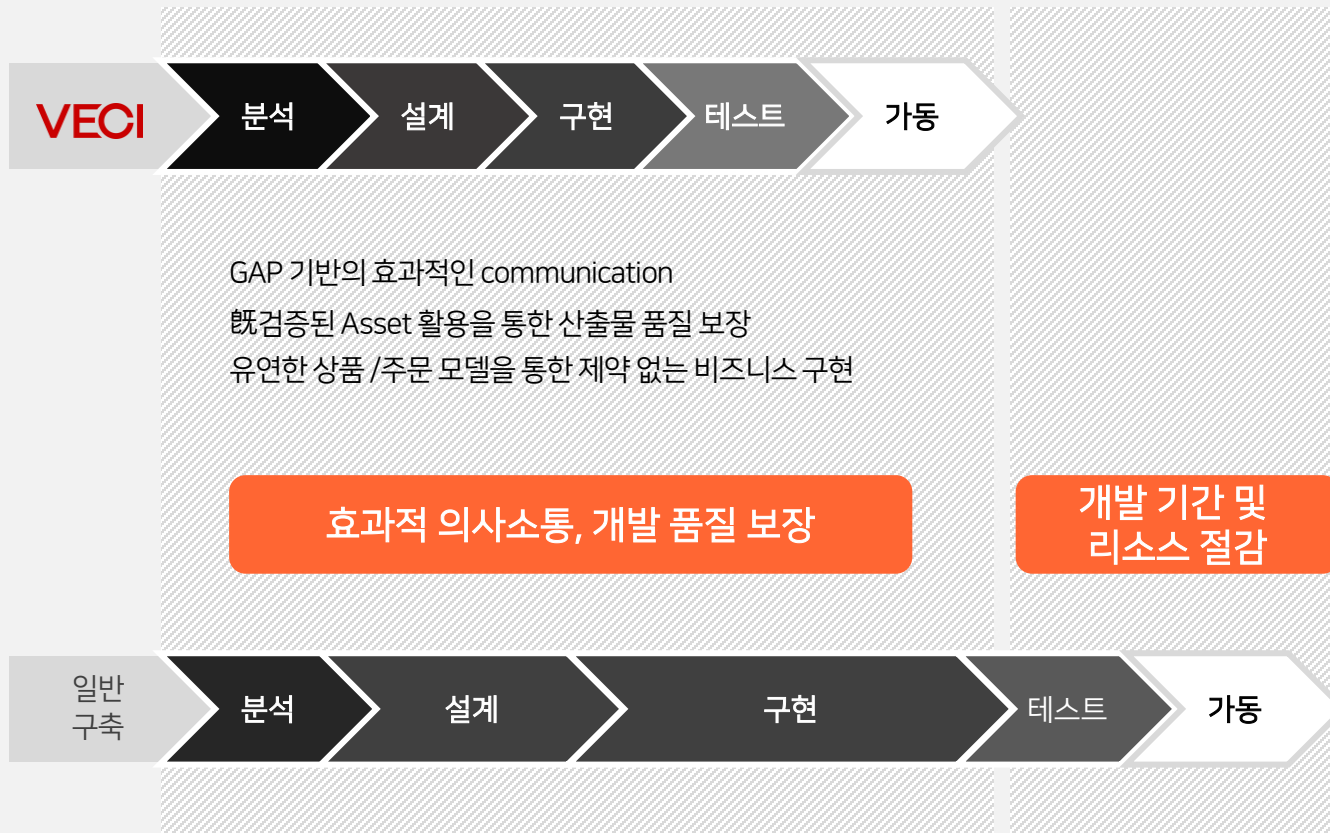 VECI
분석
설계
구현
테스트
가동
GAP 기반의 효과적인 communication
旣검증된 Asset 활용을 통한 산출물 품질 보장
유연한 상품 /주문 모델을 통한 제약 없는 비즈니스 구현
효과적 의사소통, 개발 품질 보장
개발 기간 및
리소스 절감
일반
구축
분석
설계
구현
테스트
가동